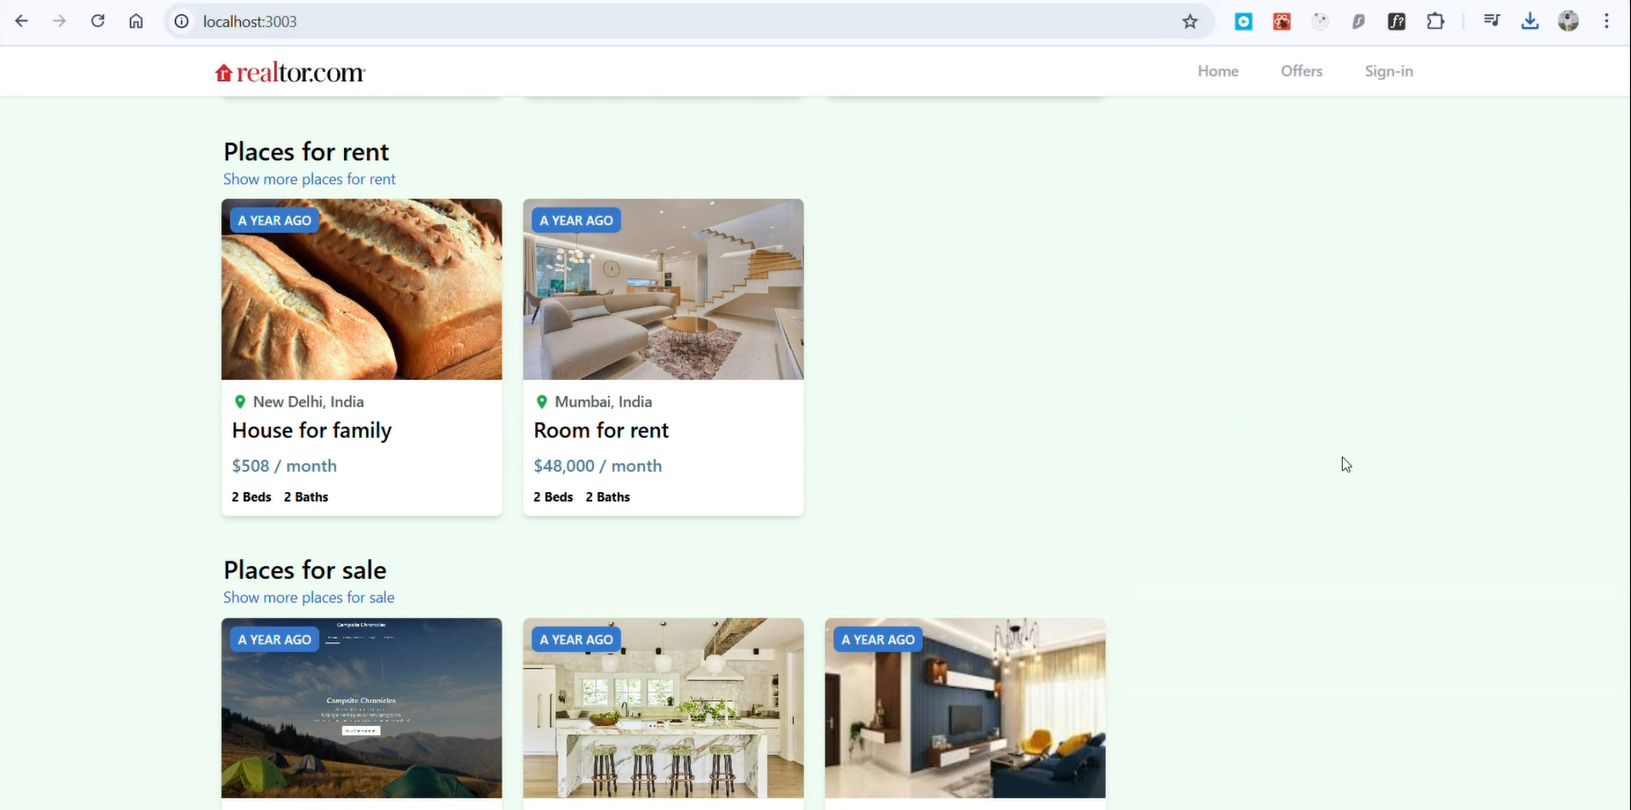 localhost:3003
realtor.com
Home
Offers
Sign-in
Places for rent
Show more places for rent
A YEAR AGO
A YEAR AGO
New Delhi, India
House for family
$508 / month
2 Beds 2 Baths
Mumbai, India
Room for rent
$48,000 / month
2 Beds 2 Baths
Places for sale
Show more places for sale
A YEAR AGO
Campsite Chronicles
Campsite Chronicles
A YEAR AGO
A YEAR AGO